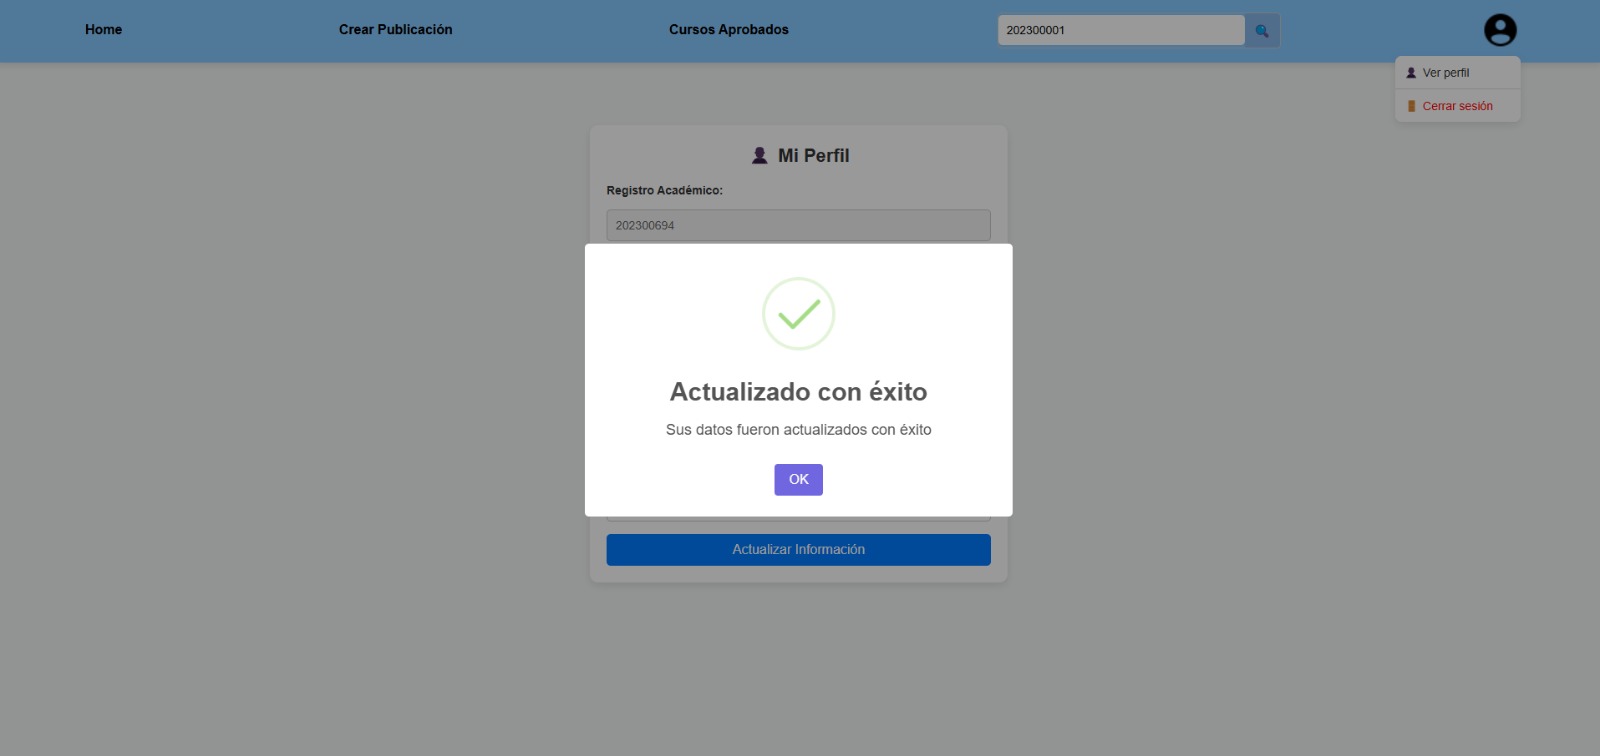 Home
Crear Publicación
Cursos Aprobados
202300001
Ver perfil
Cerrar sesión
Mi Perfil
Registro Académico:
202300694
Actualizado con éxito
Sus datos fueron actualizados con éxito
OK
Actualizar Información